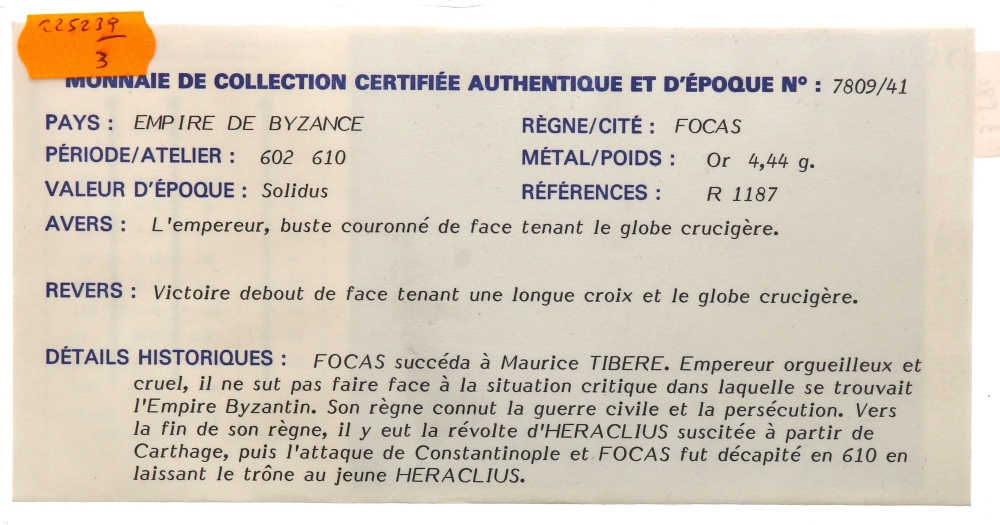 225239
3
MONNAIE DE COLLECTION CERTIFIÉE AUTHENTIQUE ET D'ÉPOQUE N° : 7809/41
PAYS : EMPIRE DE BYZANCE
RÈGNE/CITÉ : FOCAS
PÉRIODE/ATELIER : 602 610
MÉTAL/POIDS : Or 4,44 g.
VALEUR D'ÉPOQUE : Solidus
RÉFÉRENCES : R 1187
AVERS : L'empereur, buste couronné de face tenant le globe crucigère.
REVERS : Victoire debout de face tenant une longue croix et le globe crucigère.
DÉTAILS HISTORIQUES : FOCAS succéda à Maurice TIBERE. Empereur orgueilleux et
cruel, il ne sut pas faire face à la situation critique dans laquelle se trouvait
l'Empire Byzantin. Son règne connut la guerre civile et la persécution. Vers
la fin de son règne, il y eut la révolte d'HERACLIUS suscitée à partir de
Carthage, puis l'attaque de Constantinople et FOCAS fut décapité en 610 en
laissant le trône au jeune HERACLIUS.